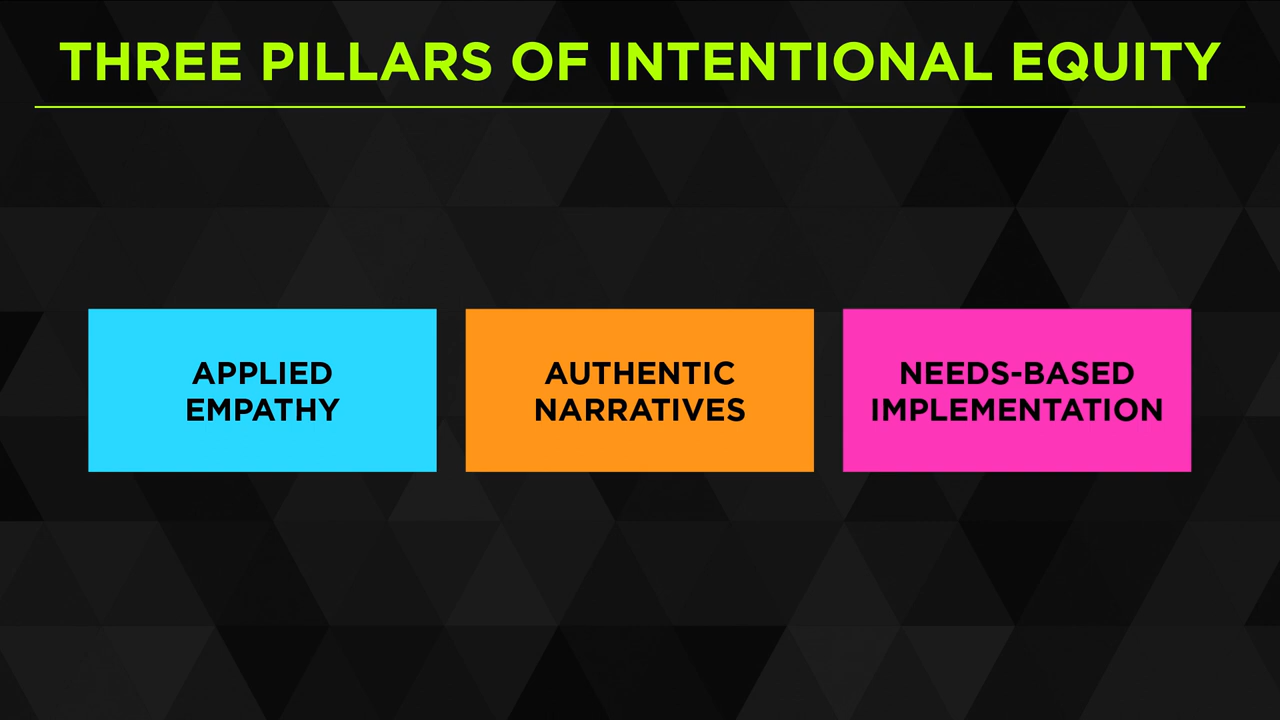 THREE PILLARS OF INTENTIONAL EQUITY
APPLIED
EMPATHY
AUTHENTIC
NARRATIVES
NEEDS-BASED
IMPLEMENTATION